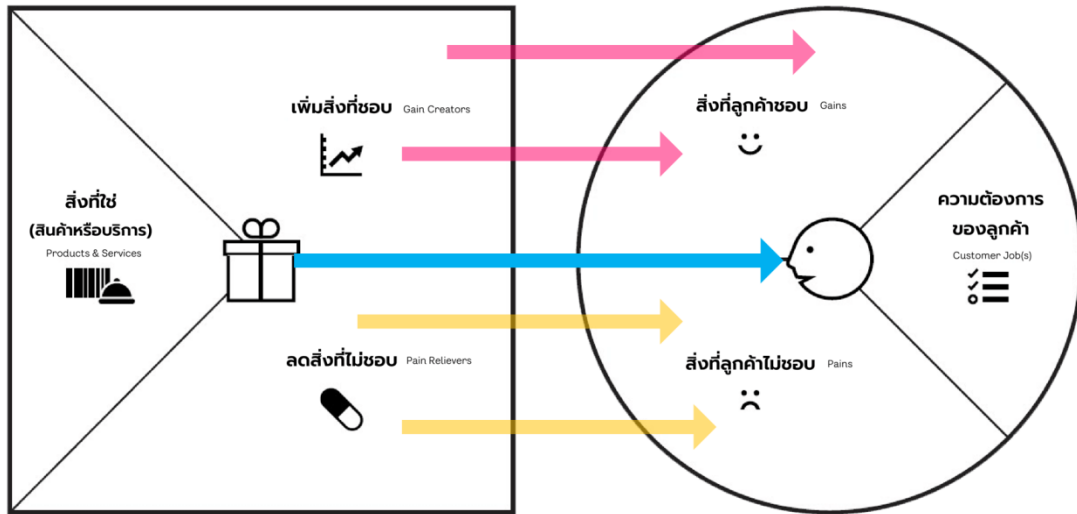 เพิ่มสิ่งที่ชอบ Gain Creators
สิ่งที่ลูกค้าชอบ Gains
สิ่งที่ใช่
(สินค้าหรือบริการ)
Products & Services
ความต้องการ
ของลูกค้า
Customer Job(s)
ลดสิ่งที่ไม่ชอบ Pain Relievers
สิ่งที่ลูกค้าไม่ชอบ Pains